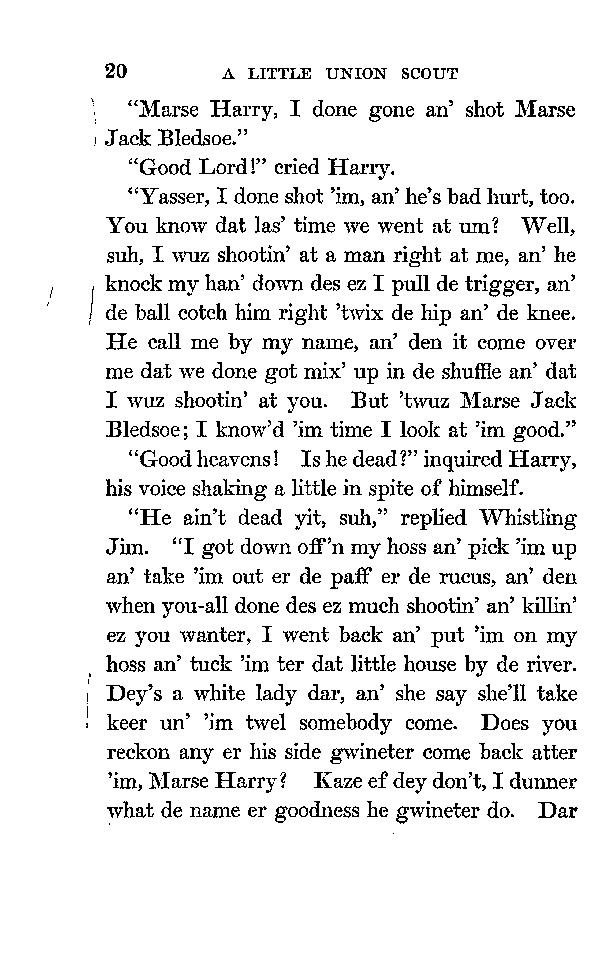 20 A LITTLE UNION SCOUT
“Marse Harry, I done gone an’ shot Marse
Jack Bledsoe.”
“Good Lord!” cried Harry.
“Yasser, I done shot ’im, an’ he’s bad hurt, too.
You know dat las’ time we went at um? Well,
suh, I wuz shootin’ at a man right at me, an’ he
knock my han’ down des ez I pull de trigger, an’
de ball cotch him right ’twix de hip an’ de knee.
He call me by my name, an’ den it come over
me dat we done got mix’ up in de shuffle an’ dat
I wuz shootin’ at you. But ’twuz Marse Jack
Bledsoe; I know’d ’im time I look at ’im good.”
“Good heavens! Is he dead?” inquired Harry,
his voice shaking a little in spite of himself.
“He ain’t dead yit, suh,” replied Whistling
Jim. “I got down off’n my hoss an’ pick ’im up
an’ take ’im out er de paff er de rucus, an’ den
when you-all done des ez much shootin’ an’ killin’
ez you wanter, I went back an’ put ’im on my
hoss an’ tuck ’im ter dat little house by de river.
Dey’s a white lady dar, an’ she say she’ll take
keer un’ ’im twel somebody come. Does you
reckon any er his side gwineter come back atter
’im, Marse Harry? Kaze ef dey don’t, I dunner
what de name er goodness he gwineter do. Dar